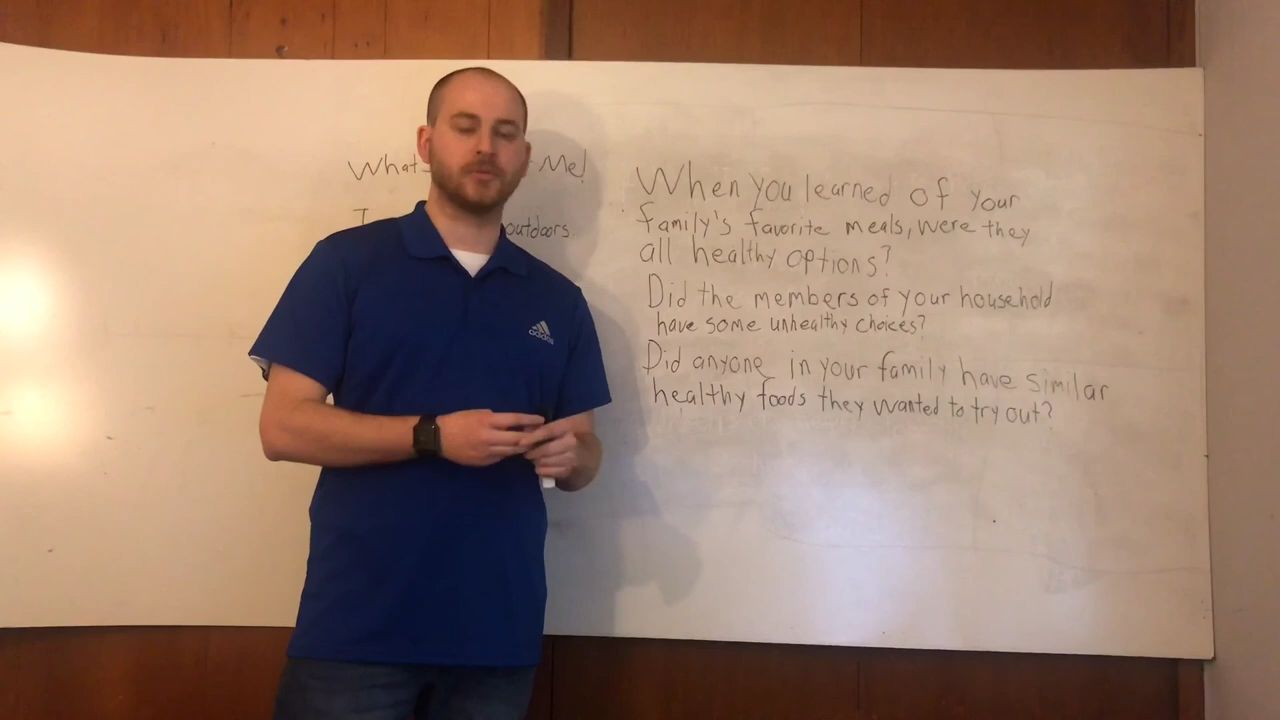 What Me!
outdoors
When you learned of your
family's favorite meals, were they
all healthy options?
Did the members of your household
have some unhealthy choices?
Did anyone in your family have similar
healthy foods they wanted to try out?
adidas